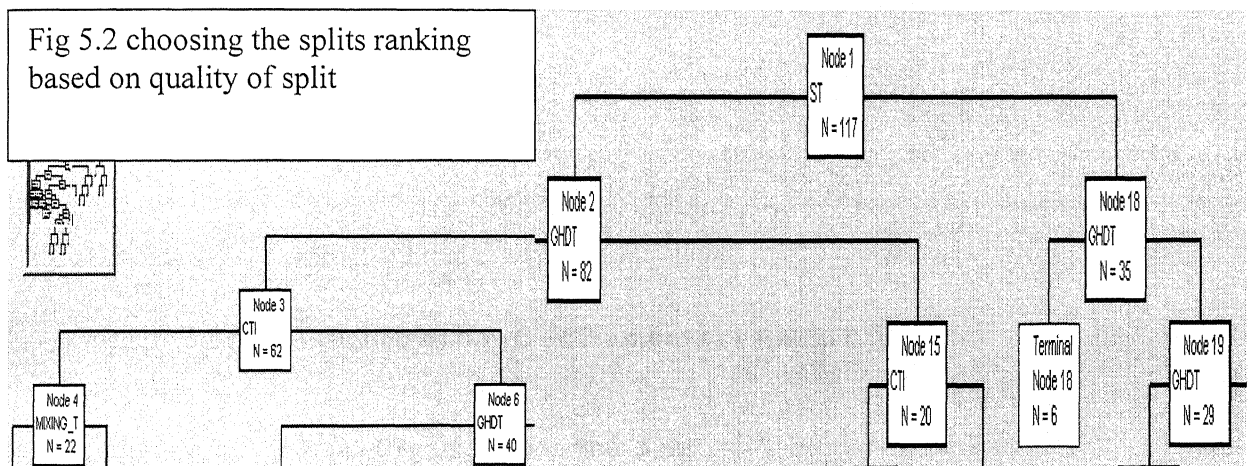 Fig 5.2 choosing the splits ranking
based on quality of split
Node 1
ST
N = 117
Node 2
GHDT
N = 82
Node 18
GHDT
N = 35
Node 3
CTI
N = 62
Node 15
CTI
N = 20
Terminal
Node 18
N = 6
Node 19
GHDT
N = 29
Node 4
MIXING_T
N = 22
Node 6
GHDT
N = 40